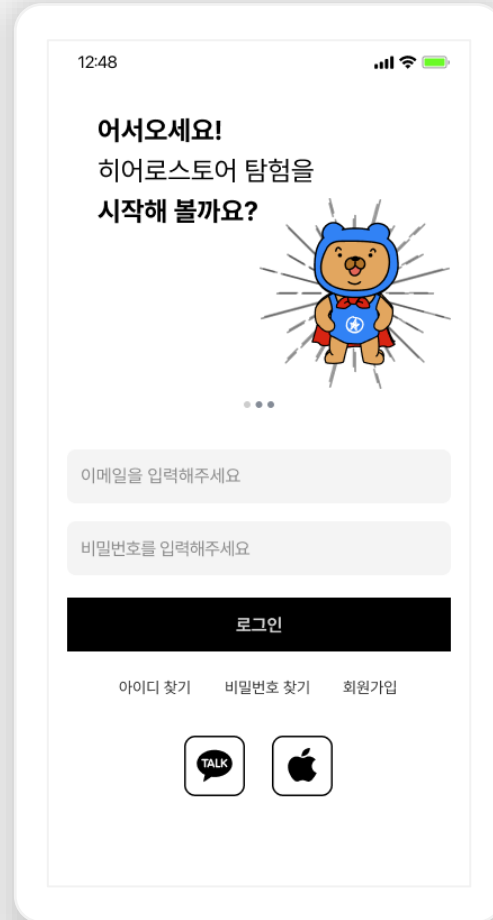 12:48
어서오세요!
히어로스토어 탐험을
시작해 볼까요?
이메일을 입력해주세요
비밀번호를 입력해주세요
로그인
아이디 찾기 비밀번호 찾기 회원가입
TALK